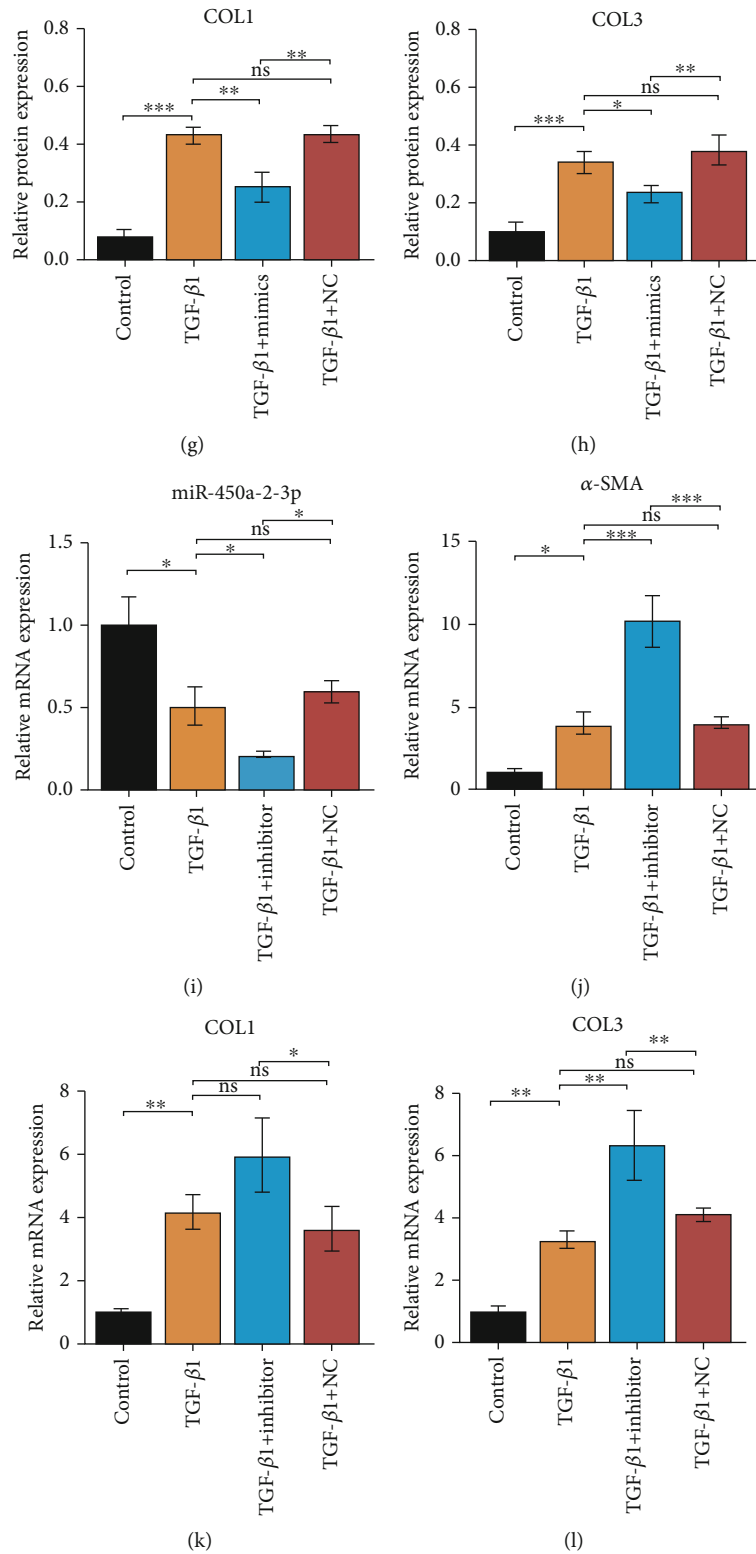 COL1
Relative protein expression
0.8
0.6
0.4
0.2
0.0
***
**
ns
**
Control
TGF-β1
TGF-β1+mimics
TGF-β1+NC
(g)
COL3
Relative protein expression
0.8
0.6
0.4
0.2
0.0
***
*
ns
**
Control
TGF-β1
TGF-β1+mimics
TGF-β1+NC
(h)
miR-450a-2-3p
Relative mRNA expression
1.5
1.0
0.5
0.0
*
*
ns
*
Control
TGF-β1
TGF-β1+inhibitor
TGF-β1+NC
(i)
α-SMA
Relative mRNA expression
15
10
5
0
*
***
ns
***
Control
TGF-β1
TGF-β1+inhibitor
TGF-β1+NC
(j)
COL1
Relative mRNA expression
8
6
4
2
0
**
ns
ns
*
Control
TGF-β1
TGF-β1+inhibitor
TGF-β1+NC
(k)
COL3
Relative mRNA expression
8
6
4
2
0
**
**
ns
**
Control
TGF-β1
TGF-β1+inhibitor
TGF-β1+NC
(l)